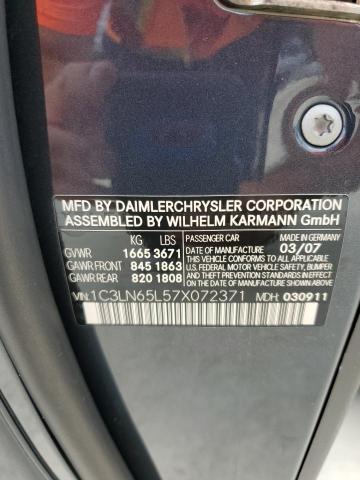 MFD BY DAIMLERCHRYSLER CORPORATION
ASSEMBLED BY WILHELM KARMANN GmbH
KG LBS PASSENGER CAR
GVWR 1665 3671 DATE OF MANUFACTURE 03/07
GAWR FRONT 845 1863 THIS VEHICLE CONFORMS TO ALL APPLICABLE
U.S. FEDERAL MOTOR VEHICLE SAFETY, BUMPER,
GAWR REAR 820 1808 AND THEFT PREVENTION STANDARDS IN EFFECT
ON THE DATE OF MANUFACTURE SHOWN ABOVE
VIN: 1C3LN65L57X072371 MDH: 030911